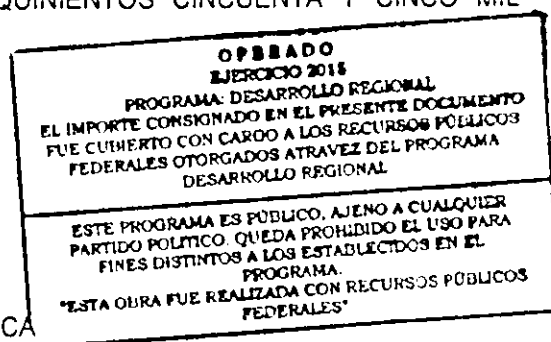 QUINIENTOS CINCUENTA Y CINCO MIL
OPERADO
EJERCICIO 2015
PROGRAMA: DESARROLLO REGIONAL
EL IMPORTE CONSIGNADO EN EL PRESENTE DOCUMENTO
FUE CUBIERTO CON CARGO A LOS RECURSOS PÚBLICOS
FEDERALES OTORGADOS ATRAVEZ DEL PROGRAMA
DESARROLLO REGIONAL
ESTE PROGRAMA ES PÚBLICO, AJENO A CUALQUIER
PARTIDO POLITICO. QUEDA PROHIBIDO EL USO PARA
FINES DISTINTOS A LOS ESTABLECIDOS EN EL
PROGRAMA.
"ESTA OBRA FUE REALIZADA CON RECURSOS PÚBLICOS
FEDERALES"
CA